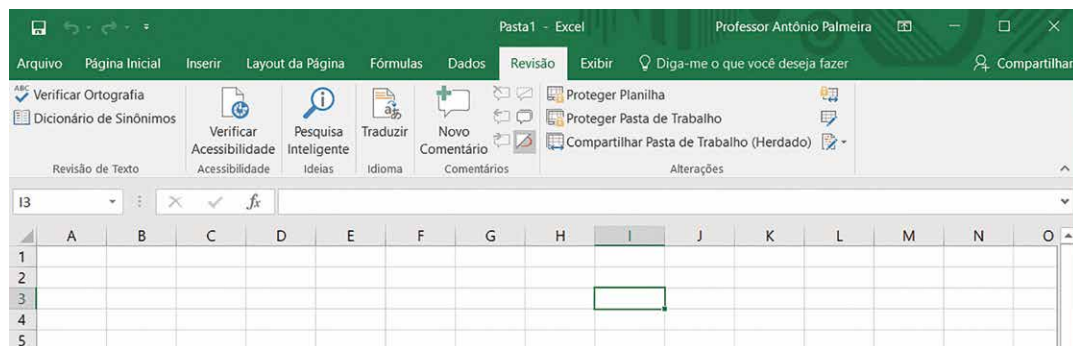 Pasta1 - Excel Professor Antônio Palmeira
Arquivo Página Inicial Inserir Layout da Página Fórmulas Dados Revisão Exibir Diga-me o que você deseja fazer Compartilhar
ABC Verificar Ortografia
Dicionário de Sinônimos
Revisão de Texto
Verificar
Acessibilidade
Acessibilidade
Pesquisa
Inteligente
Ideias
Traduzir
Idioma
Novo
Comentário
Comentários
Proteger Planilha
Proteger Pasta de Trabalho
Compartilhar Pasta de Trabalho (Herdado)
Alterações
I3 fx
A B C D E F G H I J K L M N O
1
2
3
4
5